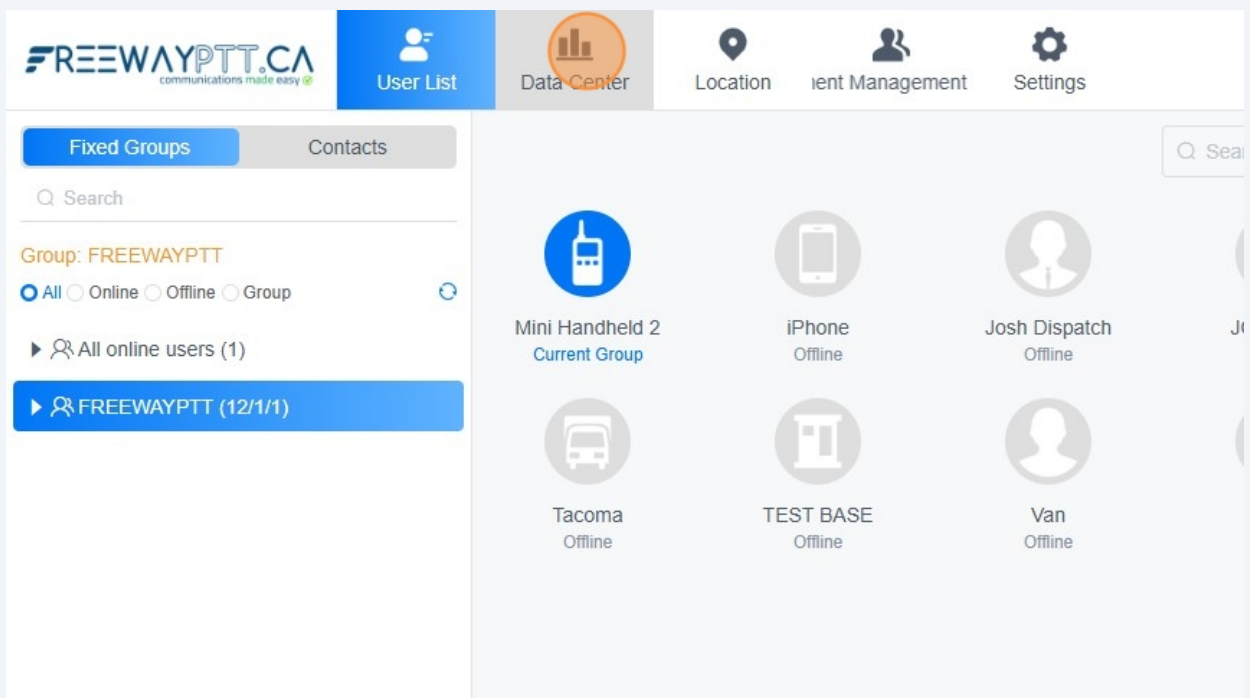 FREEWAYPTT.CA
communications made easy
User List
Data Center
Location
ient Management
Settings
Fixed Groups
Contacts
Search
Group: FREEWAYPTT
All
Online
Offline
Group
All online users (1)
FREEWAYPTT (12/1/1)
Mini Handheld 2
Current Group
iPhone
Offline
Josh Dispatch
Offline
Tacoma
Offline
TEST BASE
Offline
Van
Offline